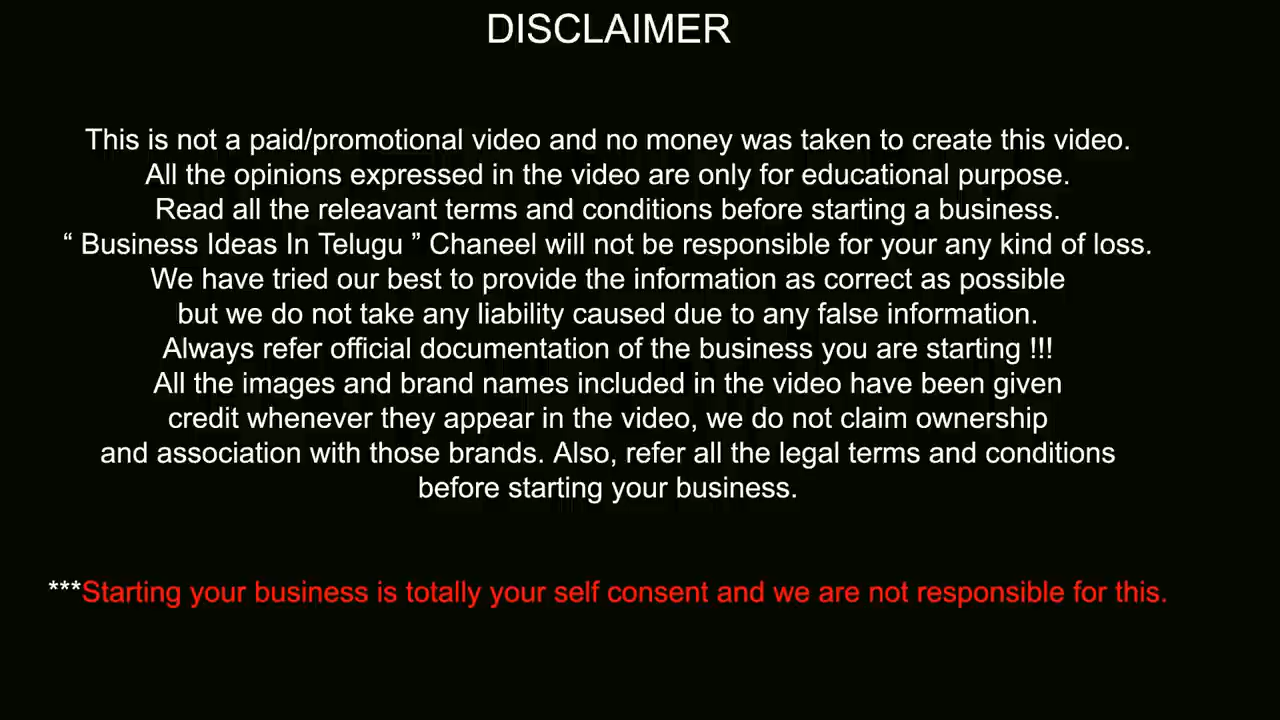 DISCLAIMER
This is not a paid/promotional video and no money was taken to create this video.
All the opinions expressed in the video are only for educational purpose.
Read all the releavant terms and conditions before starting a business.
“ Business Ideas In Telugu ” Chaneel will not be responsible for your any kind of loss.
We have tried our best to provide the information as correct as possible
but we do not take any liability caused due to any false information.
Always refer official documentation of the business you are starting !!!
All the images and brand names included in the video have been given
credit whenever they appear in the video, we do not claim ownership
and association with those brands. Also, refer all the legal terms and conditions
before starting your business.
***Starting your business is totally your self consent and we are not responsible for this.